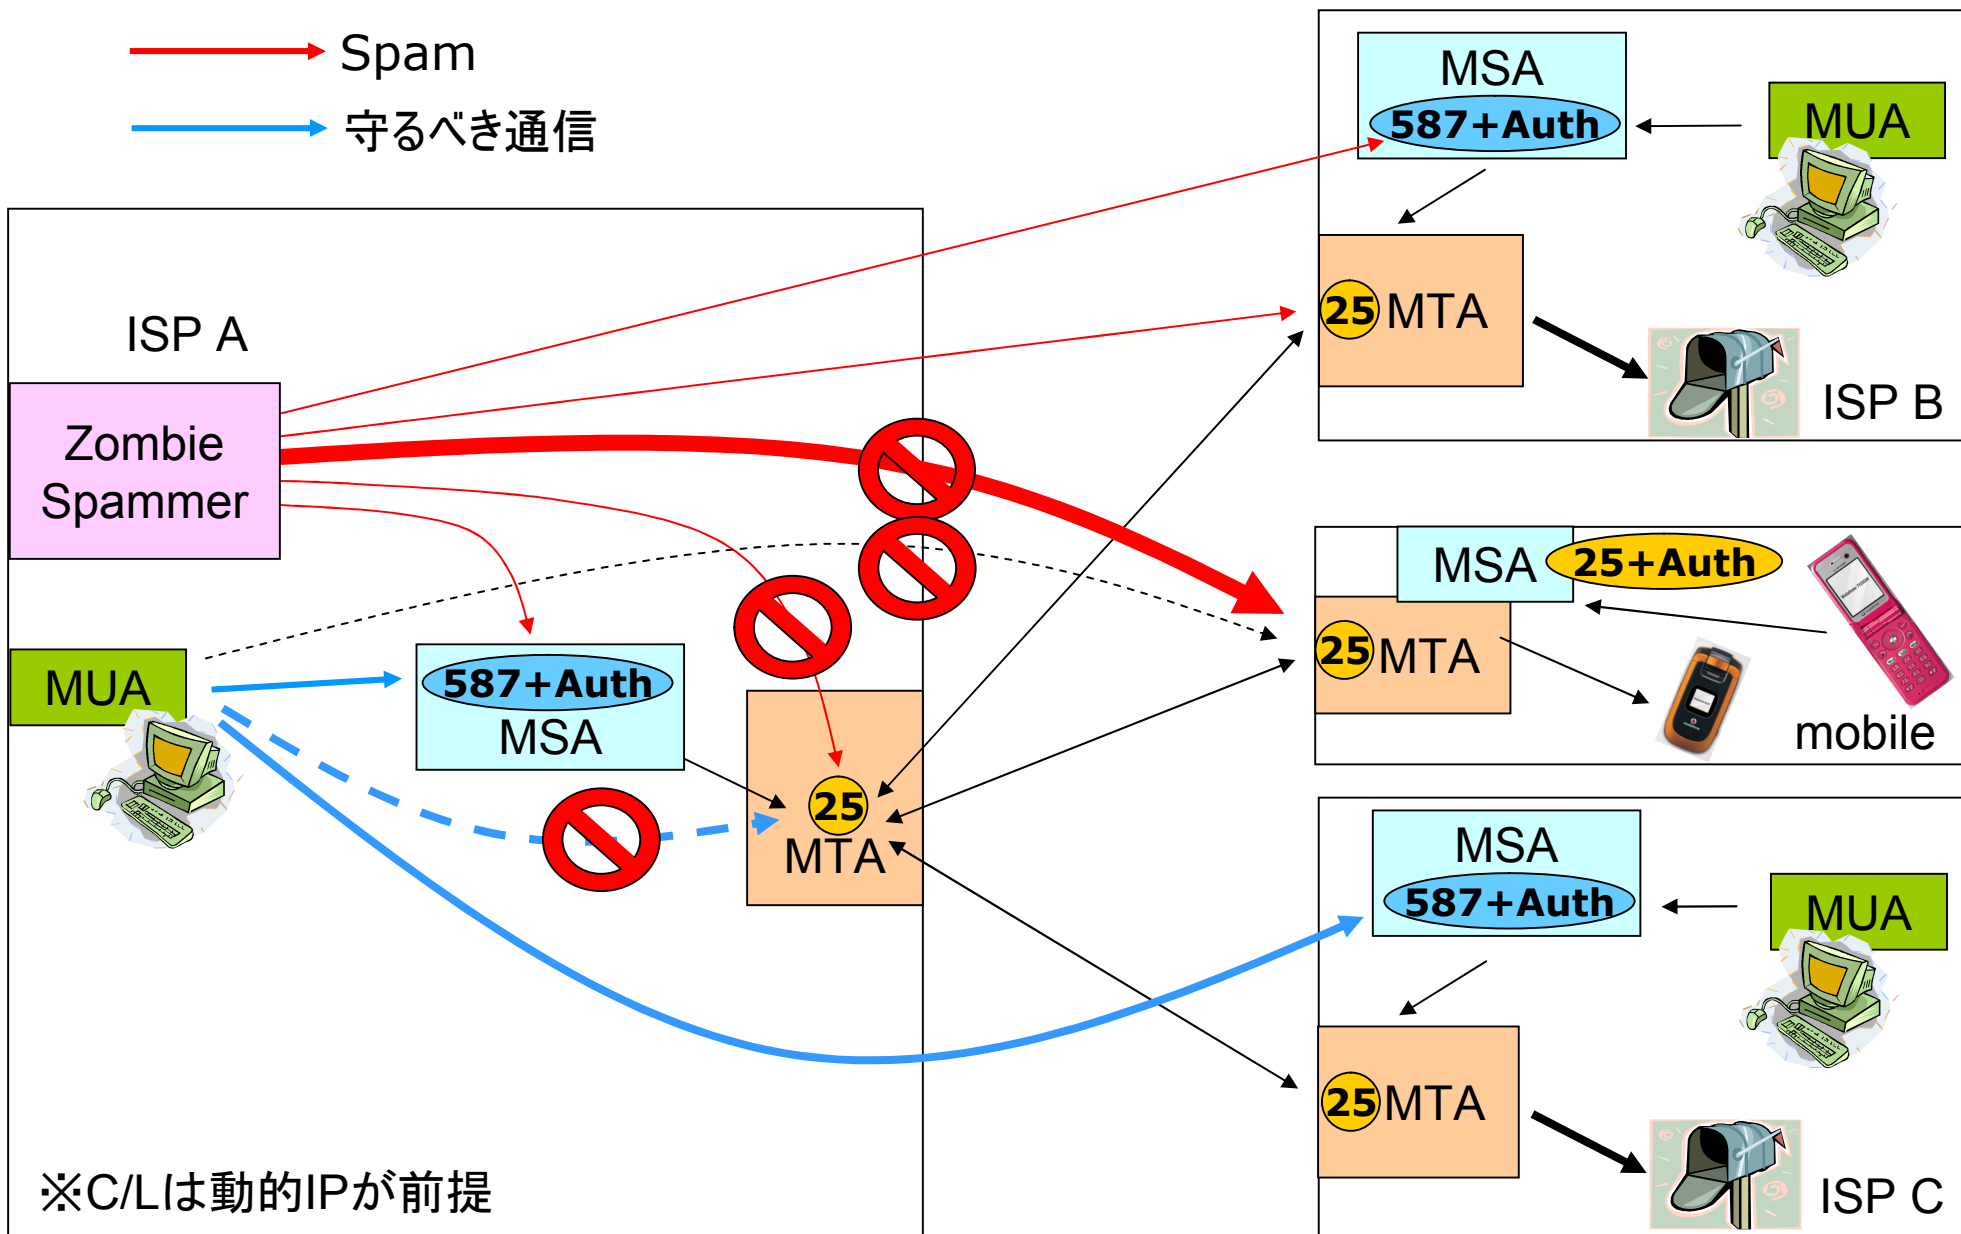 Spam
守るべき通信
ISP A
Zombie
Spammer
MUA
587+Auth
MSA
25
MTA
※C/Lは動的IPが前提
MSA
587+Auth
MUA
25 MTA
ISP B
MSA 25+Auth
25 MTA
mobile
MSA
587+Auth
MUA
25 MTA
ISP C